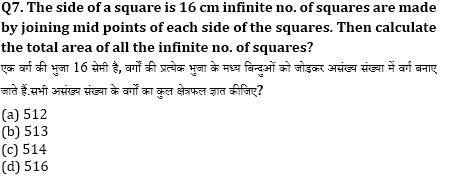 Q7. The side of a square is 16 cm infinite no. of squares are made
by joining mid points of each side of the squares. Then calculate
the total area of all the infinite no. of squares?
एक वर्ग की भुजा 16 सेमी है, वर्गों की प्रत्येक भुजा के मध्य बिन्दुओं को जोड़कर असंख्य संख्या में वर्ग बनाए
जाते हैं.सभी असंख्य संख्या के वर्गों का कुल क्षेत्रफल ज्ञात कीजिए?
(a) 512
(b) 513
(c) 514
(d) 516